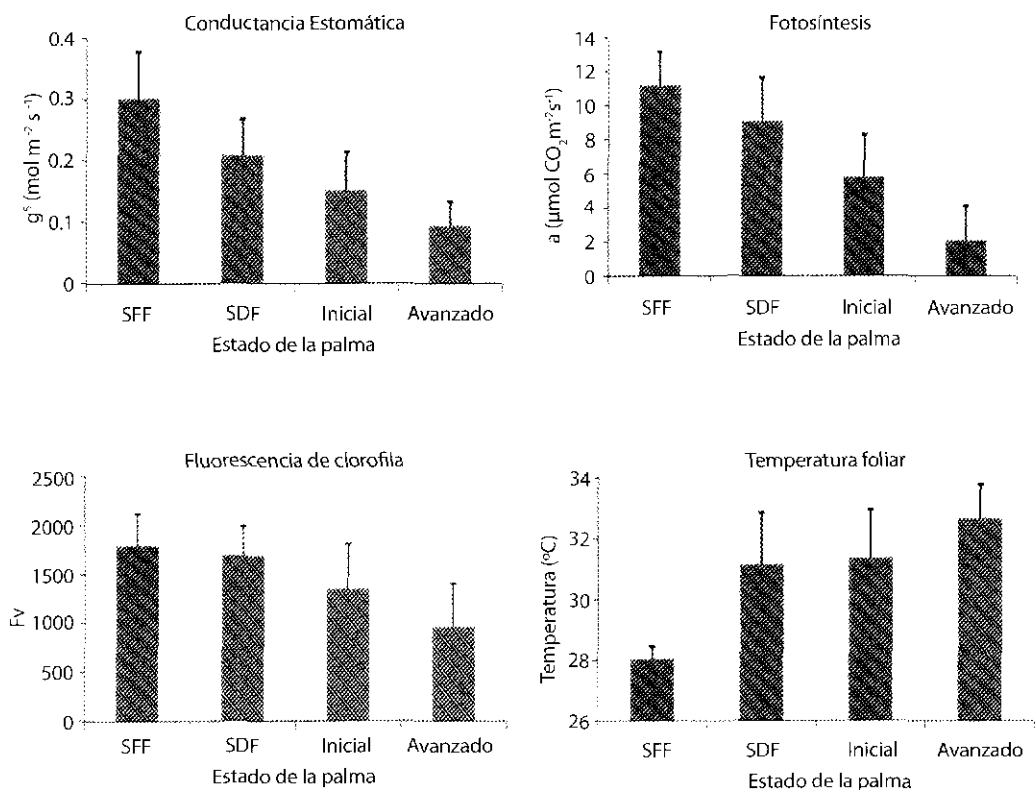 Conductancia Estomática
gˢ (mol m⁻² s⁻¹)
0.4
0.3
0.2
0.1
0
SFF SDF Inicial Avanzado
Estado de la palma
Fotosíntesis
a (µmol CO₂ m⁻² s⁻¹)
14
12
10
8
6
4
2
0
SFF SDF Inicial Avanzado
Estado de la palma
Fluorescencia de clorofila
Fv
2500
2000
1500
1000
500
0
SFF SDF Inicial Avanzado
Estado de la palma
Temperatura foliar
Temperatura (ºC)
34
32
30
28
26
SFF SDF Inicial Avanzado
Estado de la palma